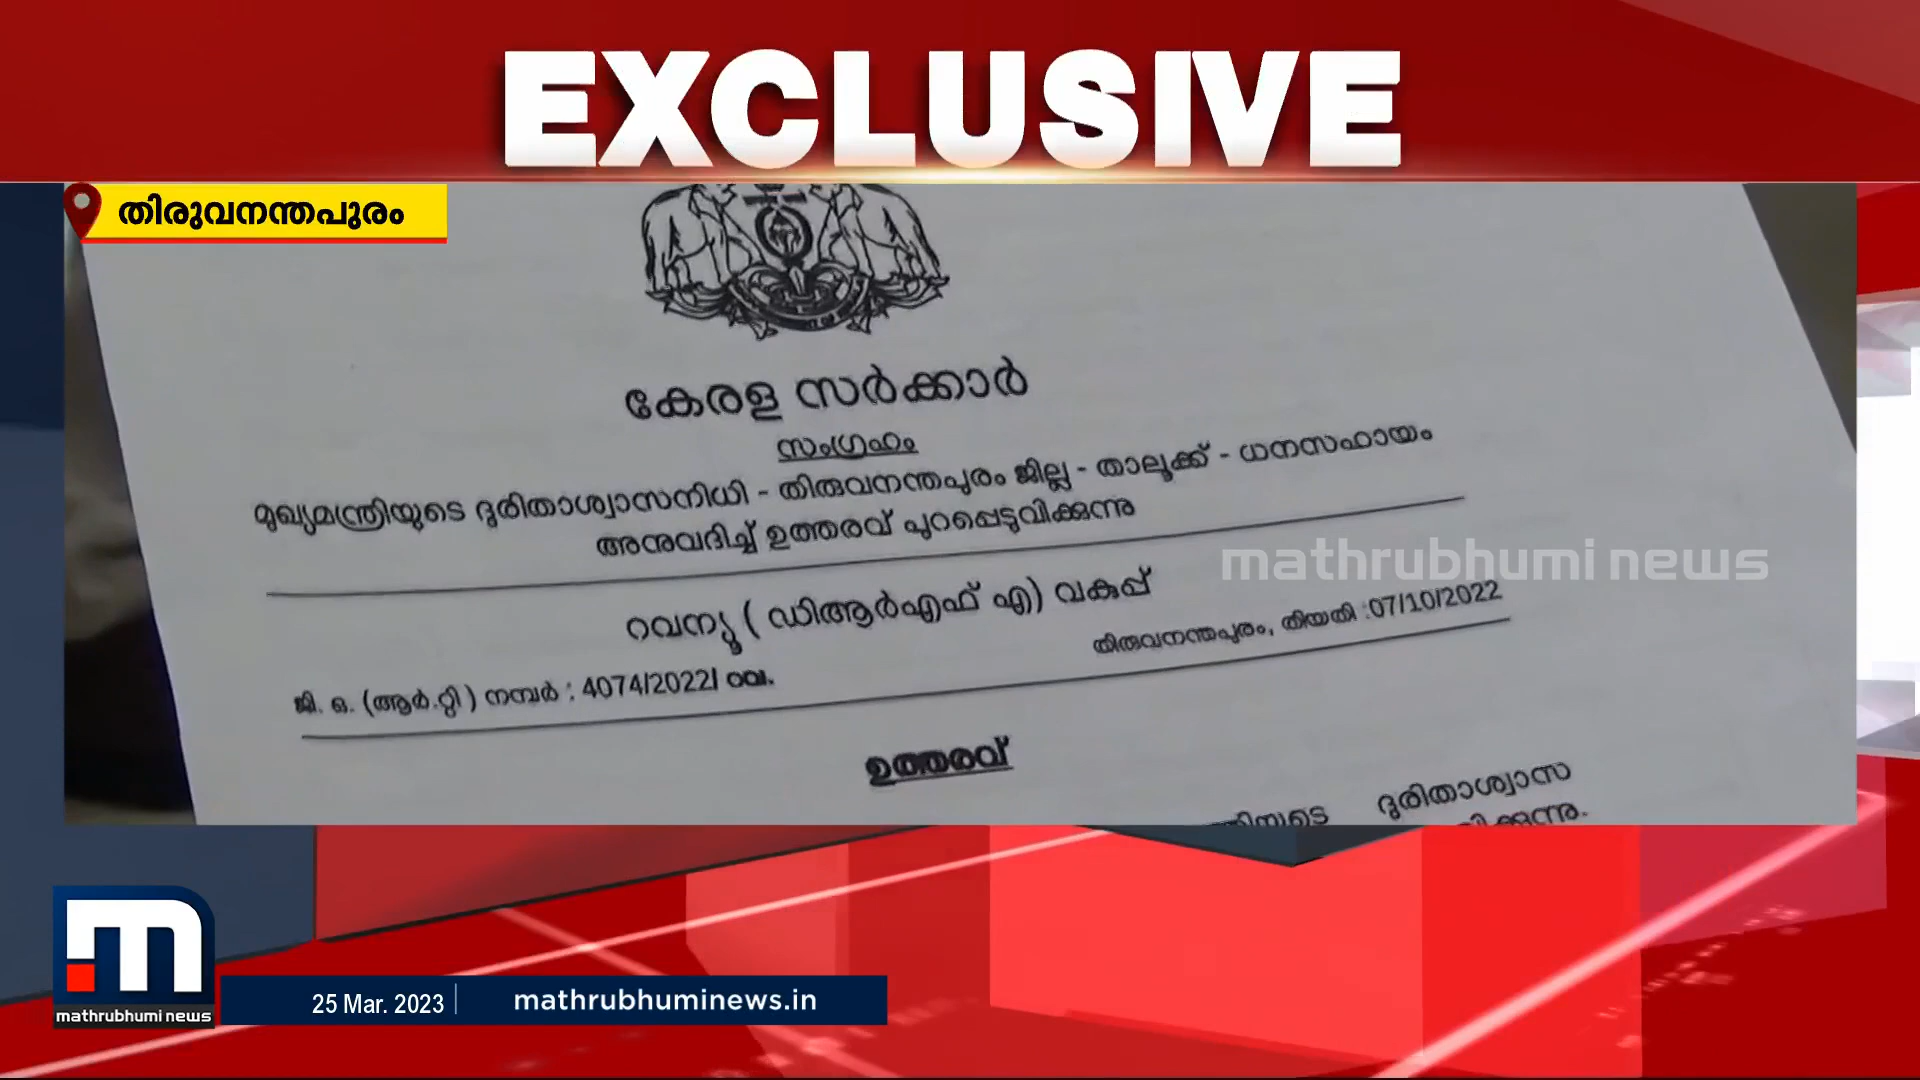 EXCLUSIVE
തിരുവനന്തപുരം
കേരള സർക്കാർ
സംഗ്രഹം
മുഖ്യമന്ത്രിയുടെ ദുരിതാശ്വാസനിധി - തിരുവനന്തപുരം ജില്ല - താലൂക്ക് - ധനസഹായം
അനുവദിച്ച് ഉത്തരവ് പുറപ്പെടുവിക്കുന്നു
mathrubhumi news
റവന്യൂ ( ഡിആർഎഫ് എ) വകുപ്പ്
ജി. ഒ. (ആർ.റ്റി ) നമ്പർ : 4074/2022/ റവ.
തിരുവനന്തപുരം, തിയതി :07/10/2022
ഉത്തരവ്
ദുരിതാശ്വാസ
mathrubhumi news
25 Mar. 2023
mathrubhuminews.in